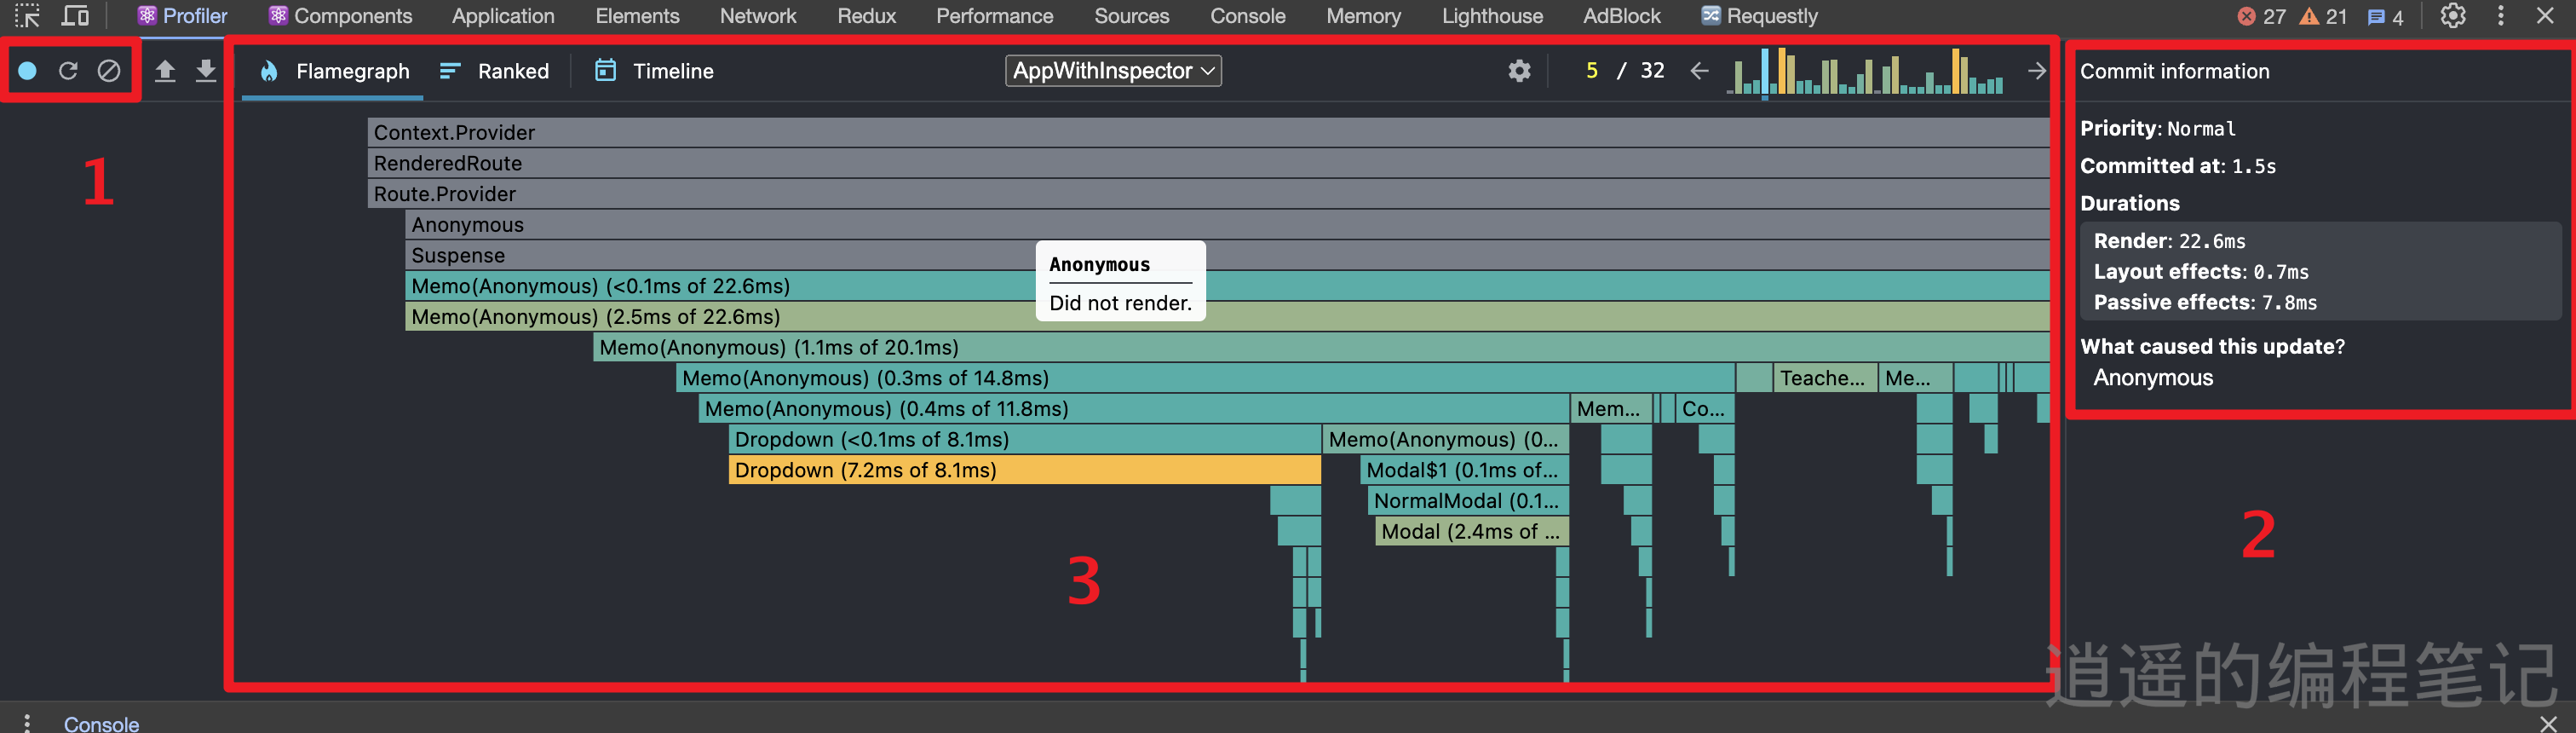 Profiler Components Application Elements Network Redux Performance Sources Console Memory Lighthouse AdBlock Requestly 27 21 4
Flamegraph Ranked Timeline AppWithInspector 5 / 32
Commit information
Context.Provider
Priority: Normal
RenderedRoute
Committed at: 1.5s
Route.Provider
Durations
Anonymous
Render: 22.6ms
Suspense
Layout effects: 0.7ms
Anonymous
Did not render.
Memo(Anonymous) (<0.1ms of 22.6ms)
Passive effects: 7.8ms
Memo(Anonymous) (2.5ms of 22.6ms)
What caused this update?
Memo(Anonymous) (1.1ms of 20.1ms)
Anonymous
Memo(Anonymous) (0.3ms of 14.8ms) Teache... Me...
Memo(Anonymous) (0.4ms of 11.8ms) Mem... Co...
Dropdown (<0.1ms of 8.1ms) Memo(Anonymous) (0...
Dropdown (7.2ms of 8.1ms) Modal$1 (0.1ms of...
NormalModal (0.1...
Modal (2.4ms of ...
1
2
3
逍遥的编程笔记
Console